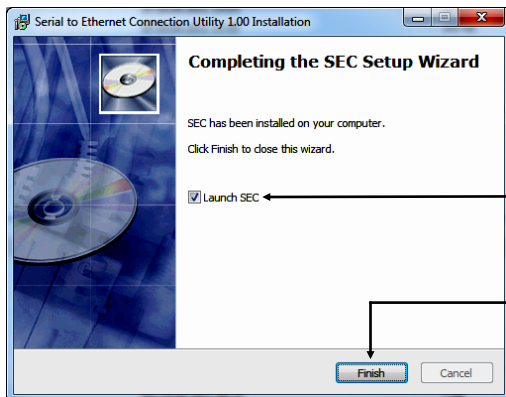 Serial to Ethernet Connection Utility 1.00 Installation
Completing the SEC Setup Wizard
SEC has been installed on your computer.
Click Finish to close this wizard.
Launch SEC
Finish
Cancel